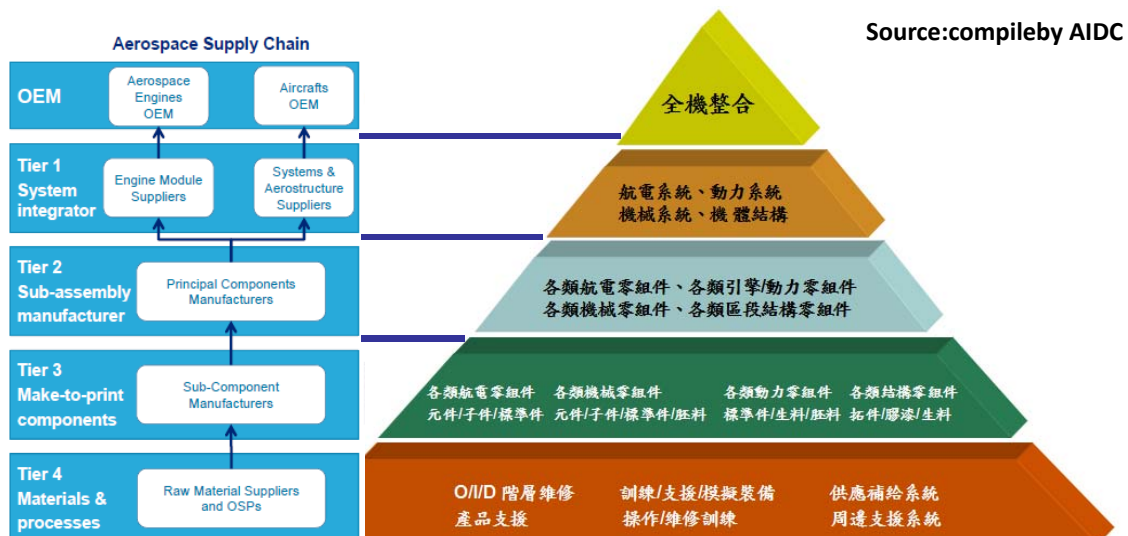 Source:compileby AIDC
Aerospace Supply Chain
OEM
Aerospace
Engines
OEM
Aircrafts
OEM
Tier 1
System
integrator
Engine Module
Suppliers
Systems &
Aerostructure
Suppliers
Tier 2
Sub-assembly
manufacturer
Principal Components
Manufacturers
Tier 3
Make-to-print
components
Sub-Component
Manufacturers
Tier 4
Materials &
processes
Raw Material Suppliers
and OSPs
全機整合
航電系統、動力系統
機械系統、機體結構
各類航電零組件、各類引擎/動力零組件
各類機械零組件、各類區段結構零組件
各類航電零組件
元件/子件/標準件
各類機械零組件
元件/子件/標準件/胚料
各類動力零組件
標準件/生料/胚料
各類結構零組件
拓件/膠漆/生料
O/I/D 階層維修
產品支援
訓練/支援/模擬裝備
操作/維修訓練
供應補給系統
周邊支援系統